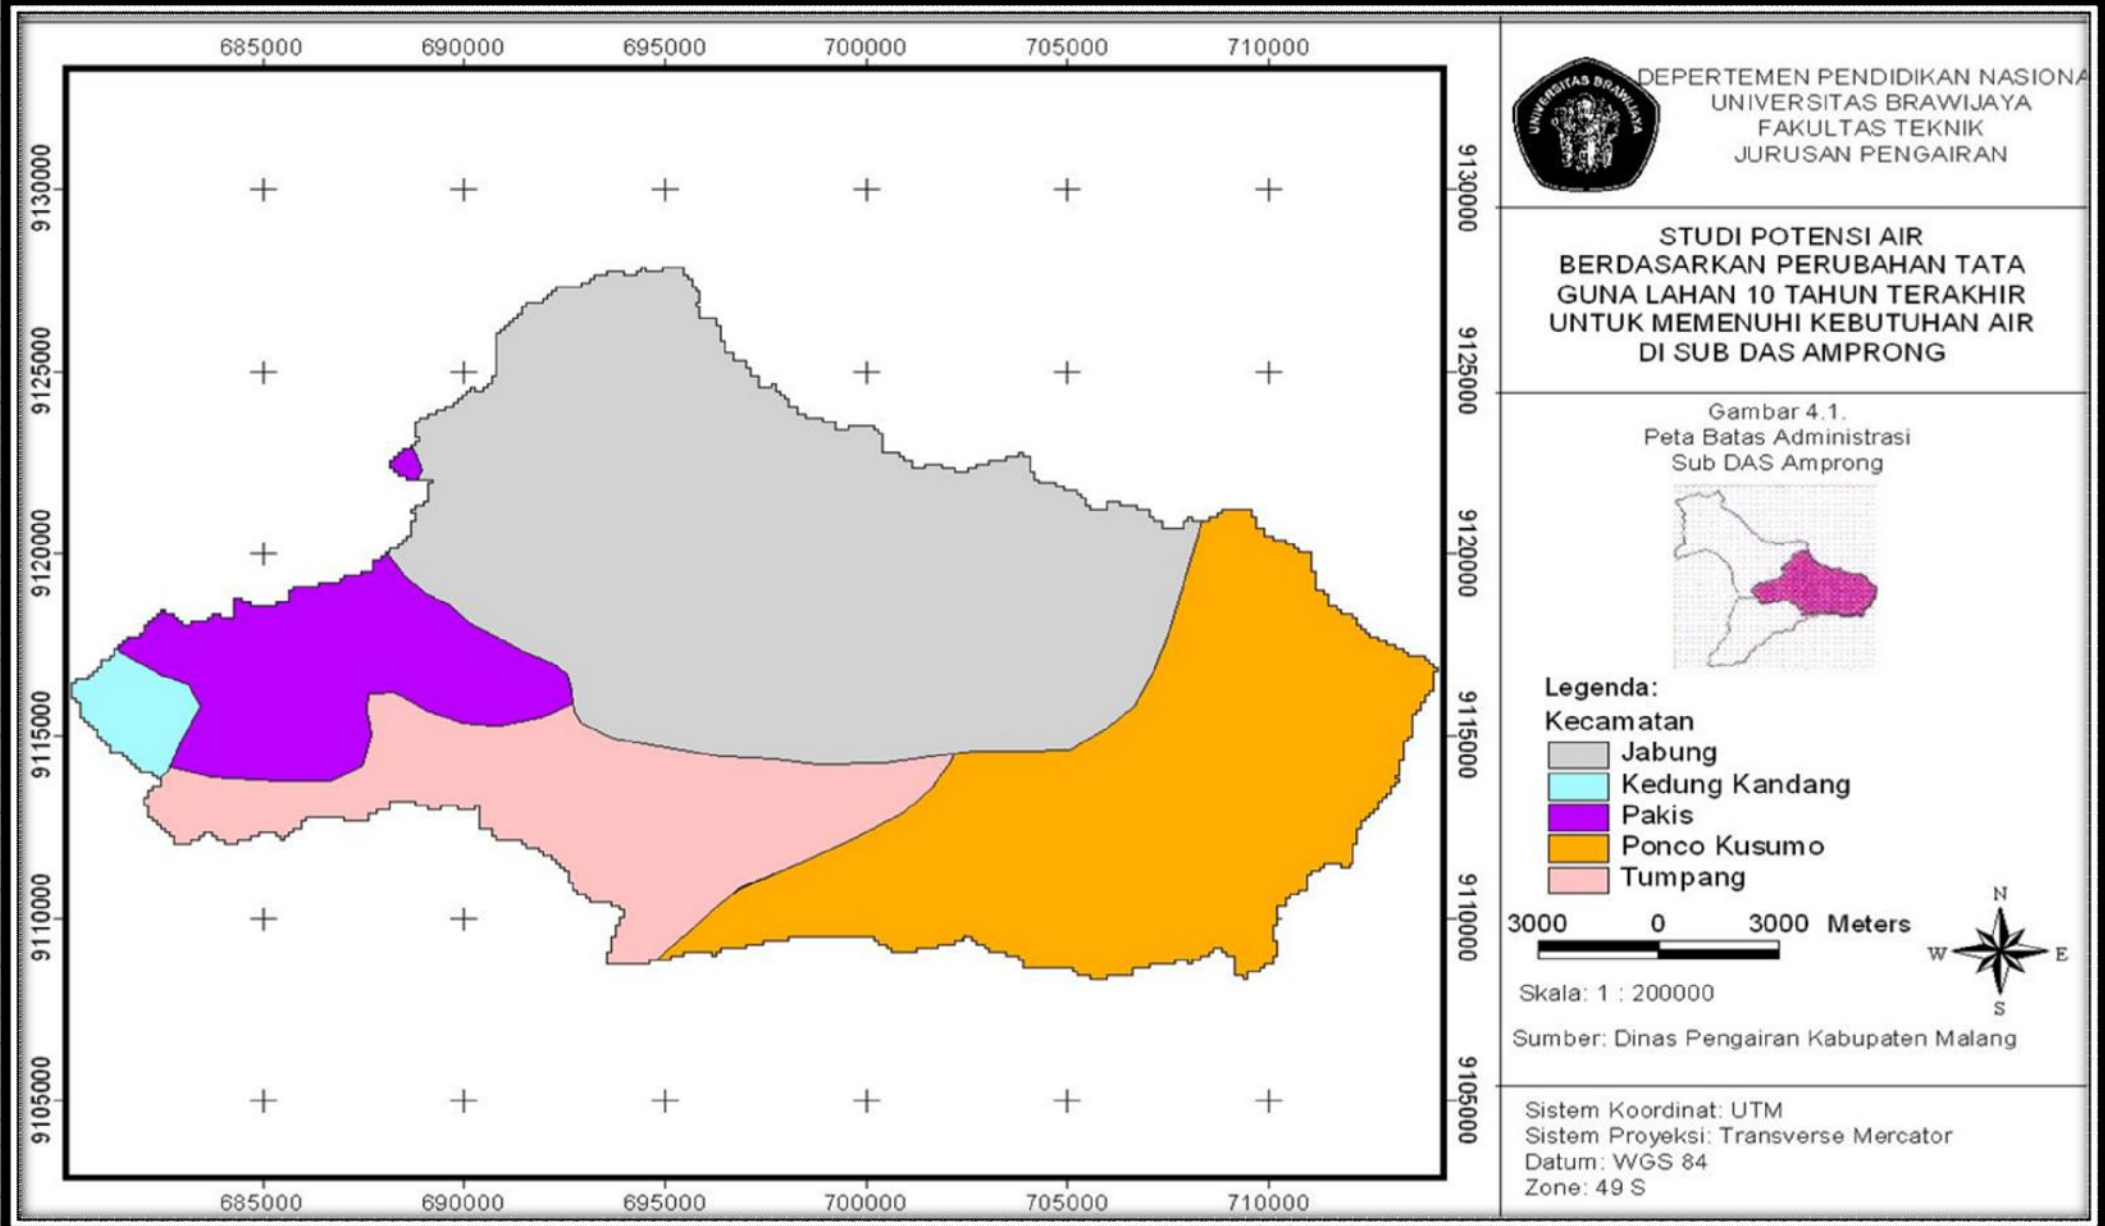 685000 690000 695000 700000 705000 710000
9130000 9130000
9125000 9125000
9120000 9120000
9115000 9115000
9110000 9110000
9105000 9105000
685000 690000 695000 700000 705000 710000
UNIVERSITAS BRAWIJAYA
DEPERTEMEN PENDIDIKAN NASIONA
UNIVERSITAS BRAWIJAYA
FAKULTAS TEKNIK
JURUSAN PENGAIRAN
STUDI POTENSI AIR
BERDASARKAN PERUBAHAN TATA
GUNA LAHAN 10 TAHUN TERAKHIR
UNTUK MEMENUHI KEBUTUHAN AIR
DI SUB DAS AMPRONG
Gambar 4.1.
Peta Batas Administrasi
Sub DAS Amprong
Legenda:
Kecamatan
Jabung
Kedung Kandang
Pakis
Ponco Kusumo
Tumpang
3000 0 3000 Meters
N
W E
S
Skala: 1 : 200000
Sumber: Dinas Pengairan Kabupaten Malang
Sistem Koordinat: UTM
Sistem Proyeksi: Transverse Mercator
Datum: WGS 84
Zone: 49 S